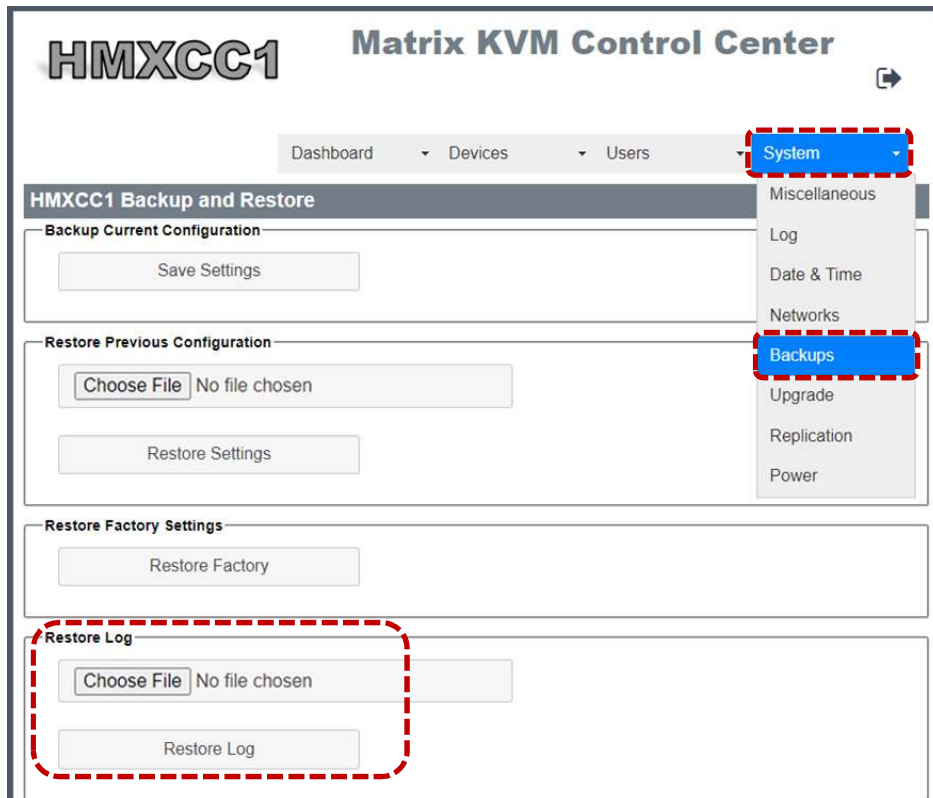 HMXCC1
Matrix KVM Control Center
Dashboard
Devices
Users
System
Miscellaneous
Log
Date & Time
Networks
Backups
Upgrade
Replication
Power
HMXCC1 Backup and Restore
Backup Current Configuration
Save Settings
Restore Previous Configuration
Choose File No file chosen
Restore Settings
Restore Factory Settings
Restore Factory
Restore Log
Choose File No file chosen
Restore Log